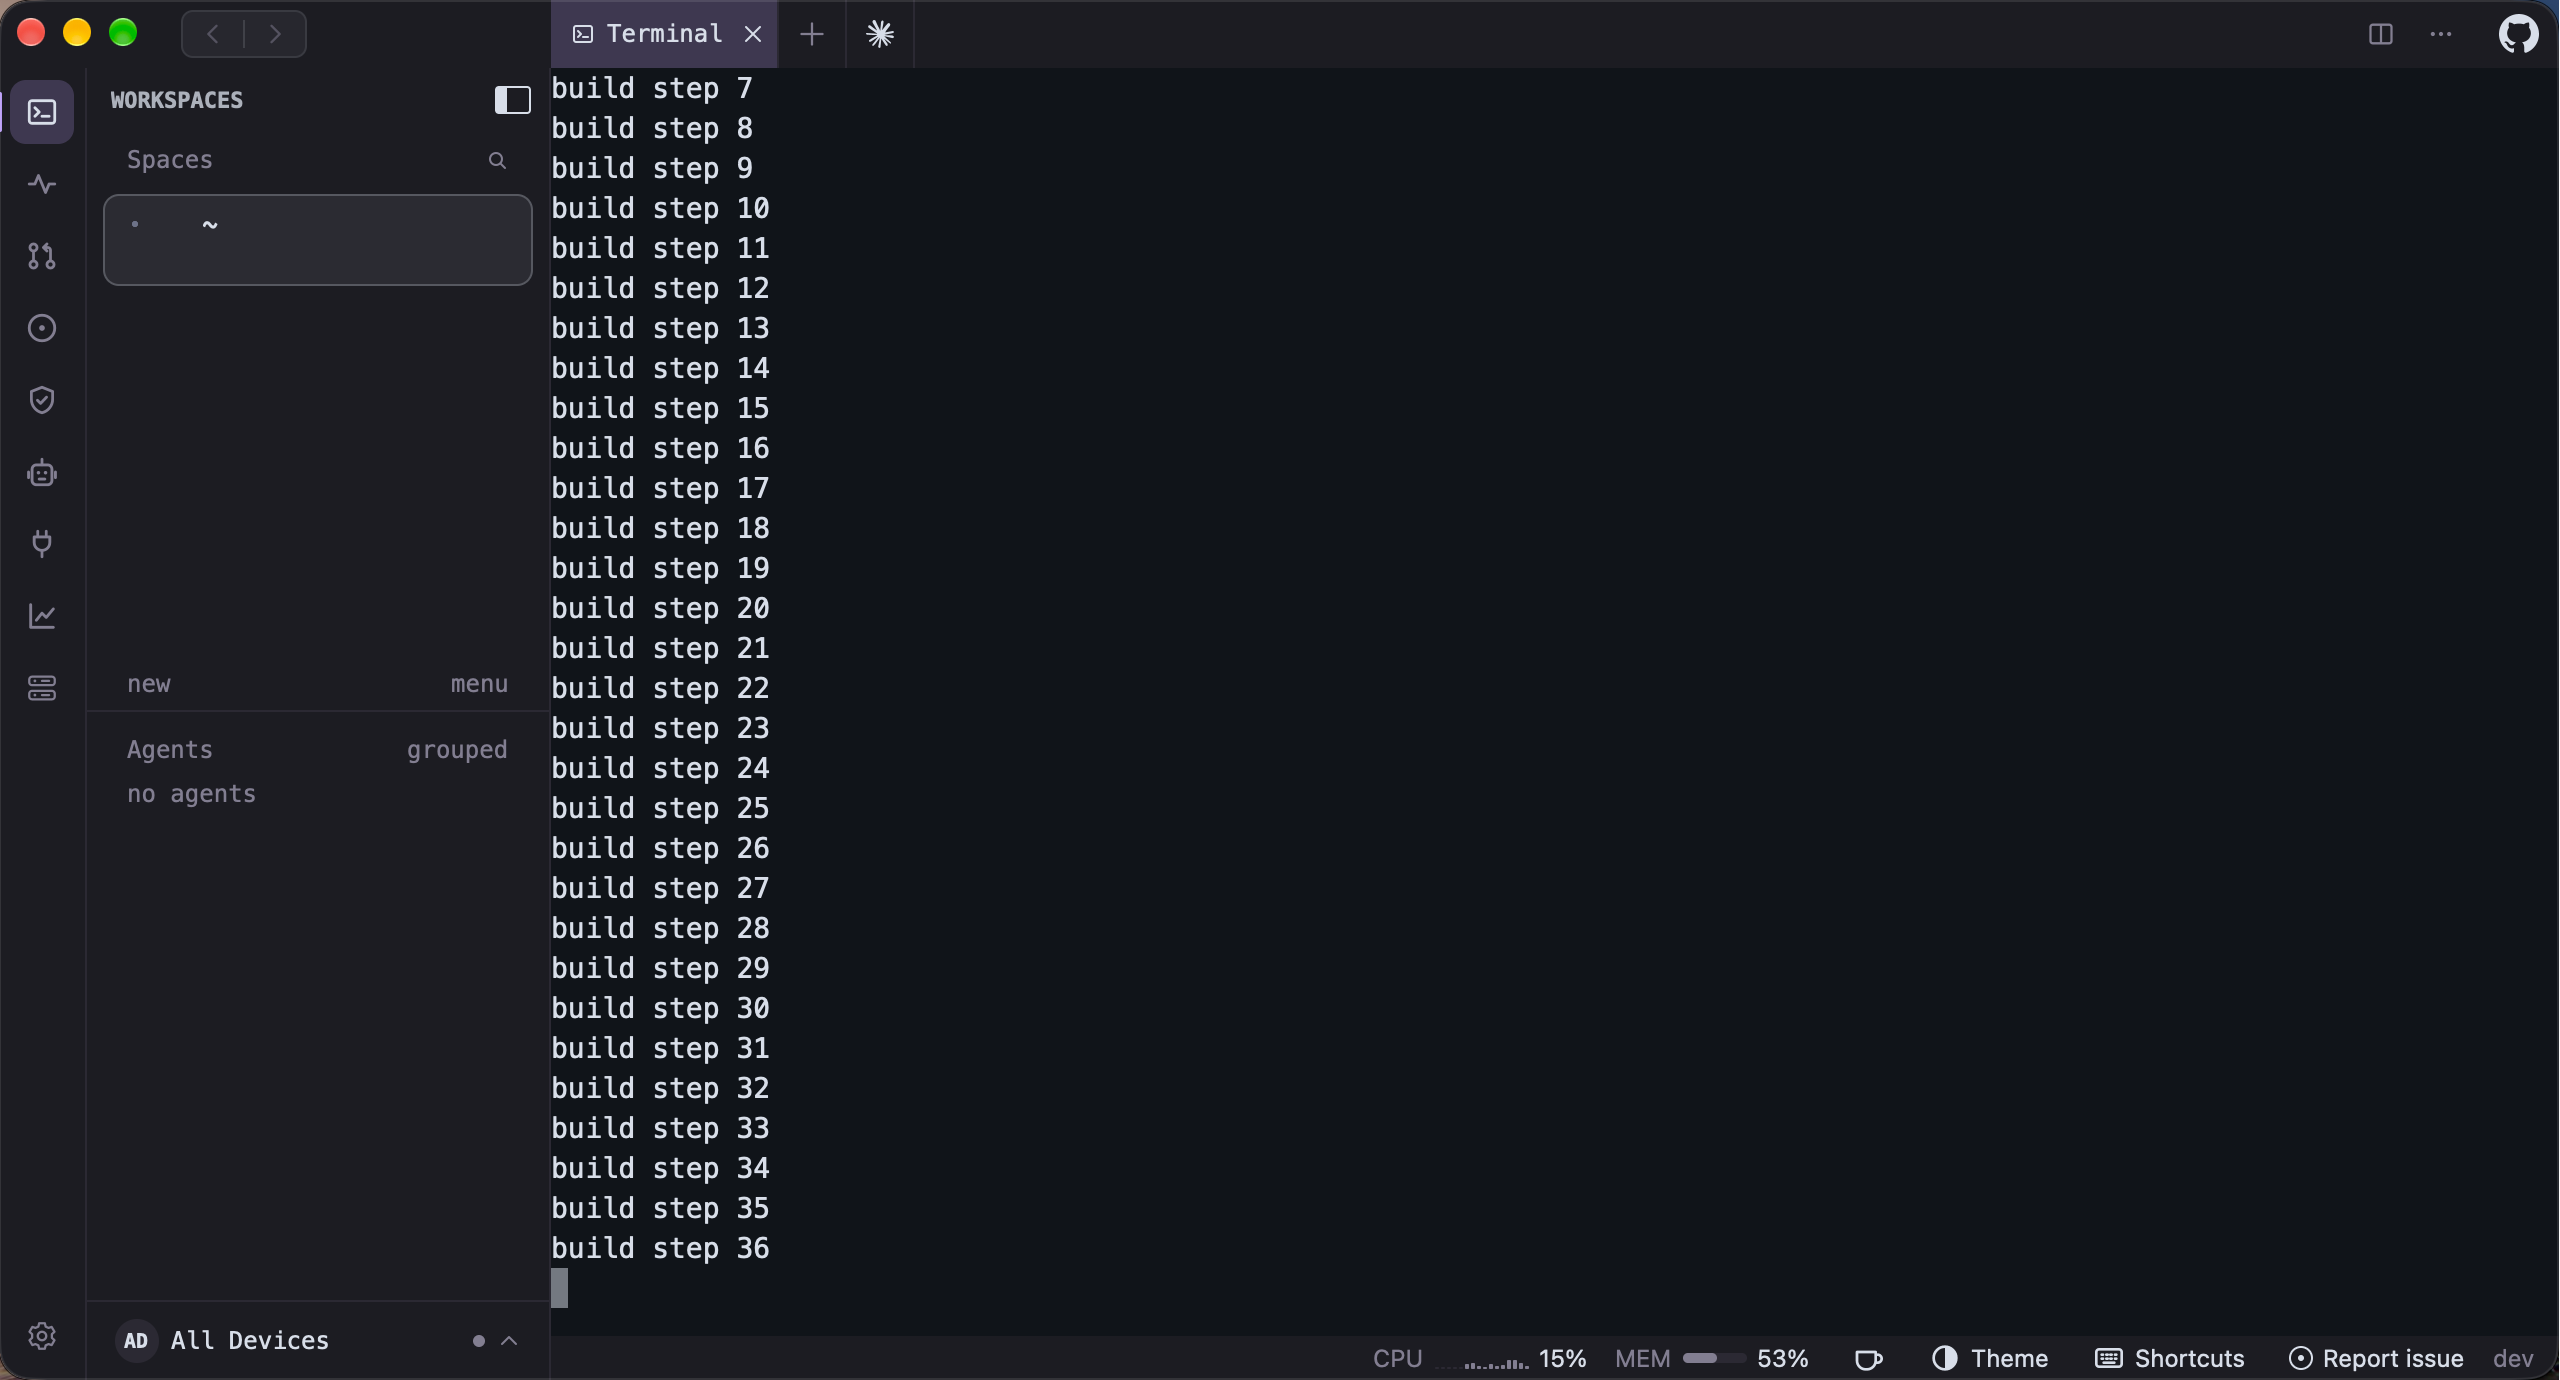 Terminal
WORKSPACES
Spaces
~
new menu
Agents grouped
no agents
AD All Devices
build step 7
build step 8
build step 9
build step 10
build step 11
build step 12
build step 13
build step 14
build step 15
build step 16
build step 17
build step 18
build step 19
build step 20
build step 21
build step 22
build step 23
build step 24
build step 25
build step 26
build step 27
build step 28
build step 29
build step 30
build step 31
build step 32
build step 33
build step 34
build step 35
build step 36
CPU 15% MEM 53% Theme Shortcuts Report issue dev